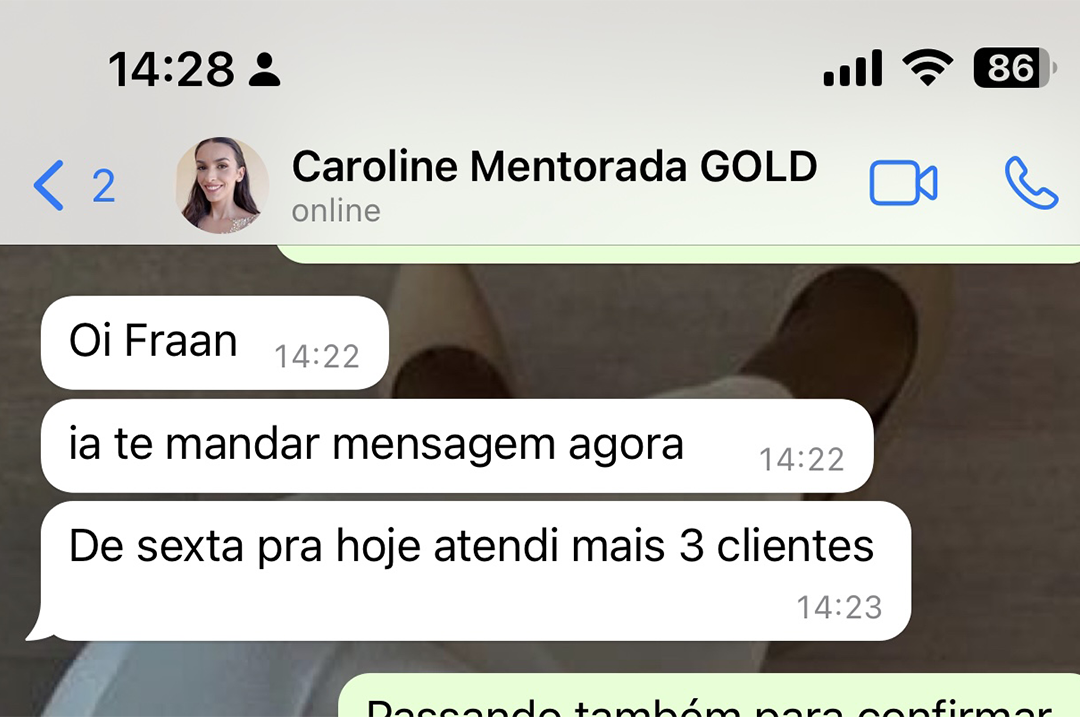 14:28
86
2
Caroline Mentorada GOLD
online
Oi Fraan
14:22
ia te mandar mensagem agora
14:22
De sexta pra hoje atendi mais 3 clientes
14:23
Passando também para confirmar